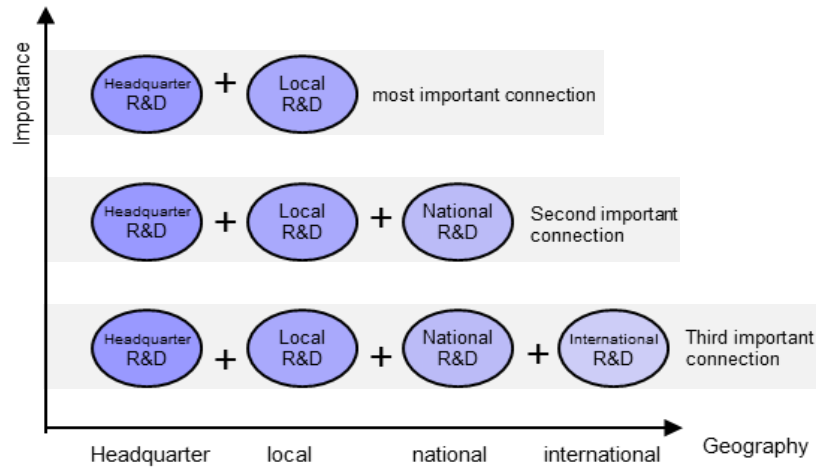 Importance
Headquarter
R&D
+
Local
R&D
most important connection
Headquarter
R&D
+
Local
R&D
+
National
R&D
Second important
connection
Headquarter
R&D
+
Local
R&D
+
National
R&D
+
International
R&D
Third important
connection
Headquarter
local
national
international
Geography